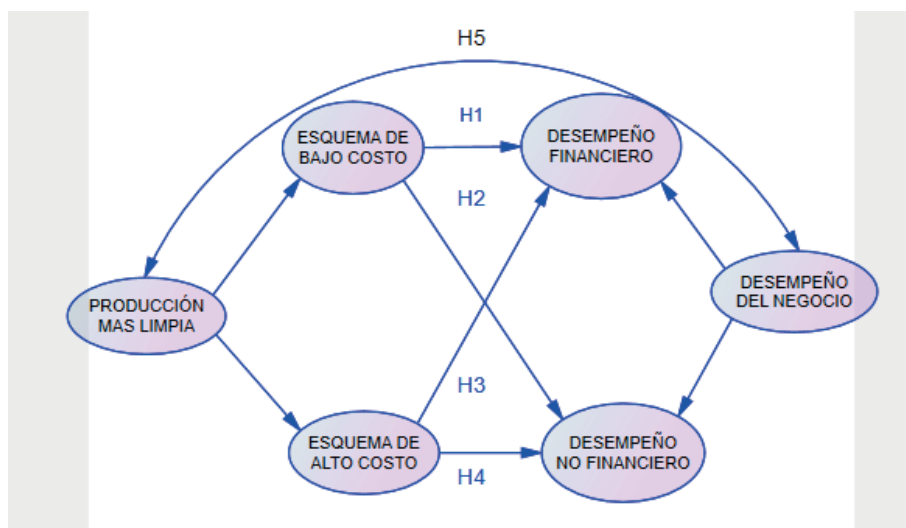 H5
H1
ESQUEMA DE
BAJO COSTO
DESEMPEÑO
FINANCIERO
H2
PRODUCCIÓN
MAS LIMPIA
DESEMPEÑO
DEL NEGOCIO
H3
ESQUEMA DE
ALTO COSTO
DESEMPEÑO
NO FINANCIERO
H4